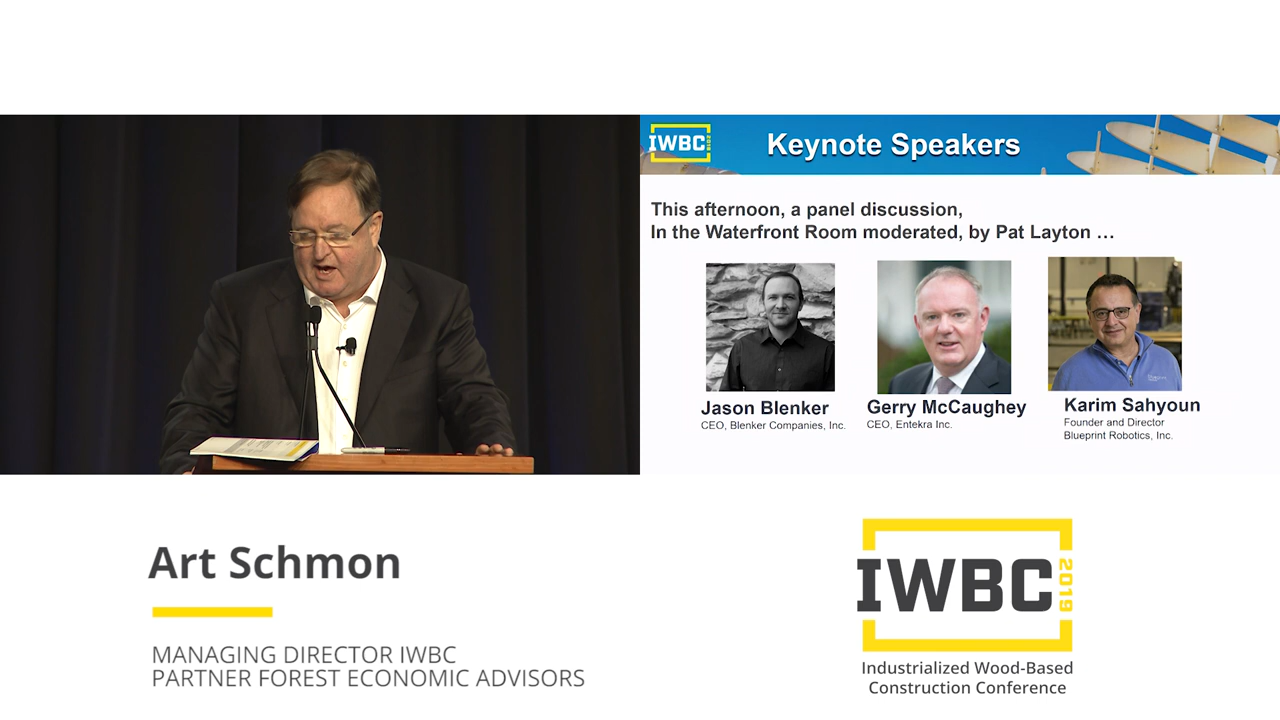 IWBC 2019
Keynote Speakers
This afternoon, a panel discussion,
In the Waterfront Room moderated, by Pat Layton …
Jason Blenker
CEO, Blenker Companies, Inc.
Gerry McCaughey
CEO, Entekra Inc.
Karim Sahyoun
Founder and Director
Blueprint Robotics, Inc.
Art Schmon
MANAGING DIRECTOR IWBC
PARTNER FOREST ECONOMIC ADVISORS
IWBC 2019
Industrialized Wood-Based
Construction Conference